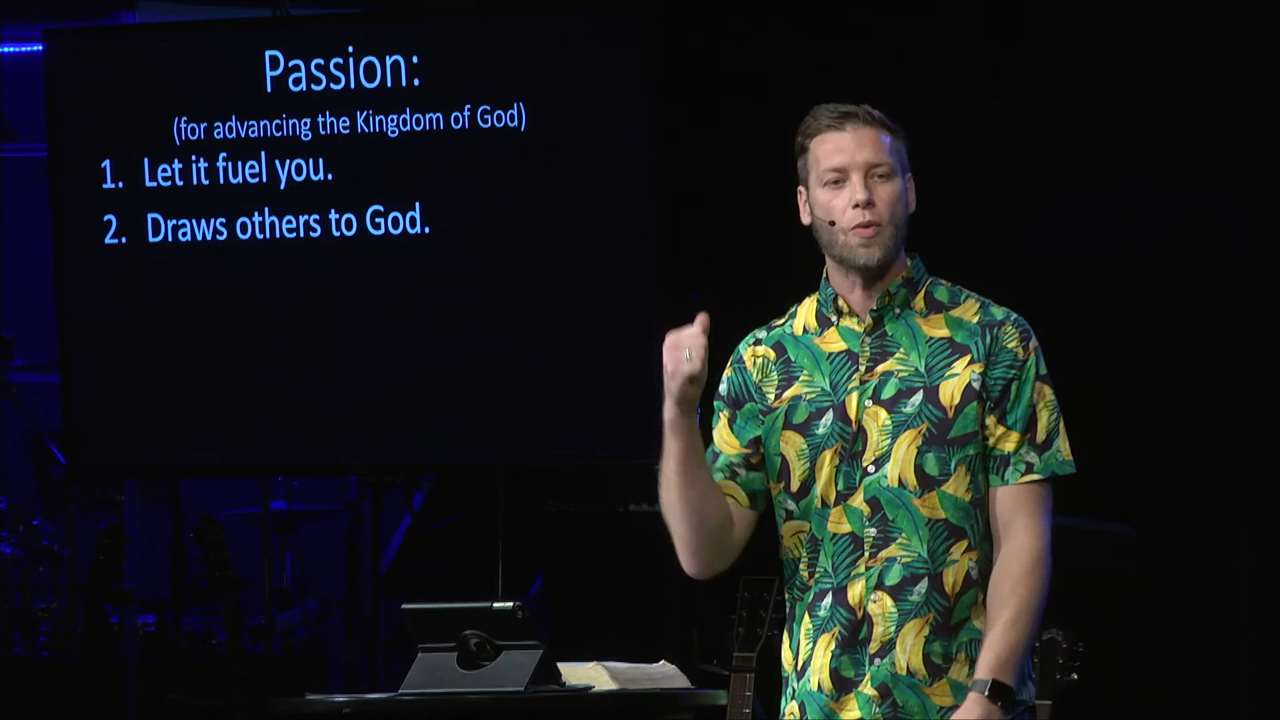 Passion:
(for advancing the Kingdom of God)
1. Let it fuel you.
2. Draws others to God.